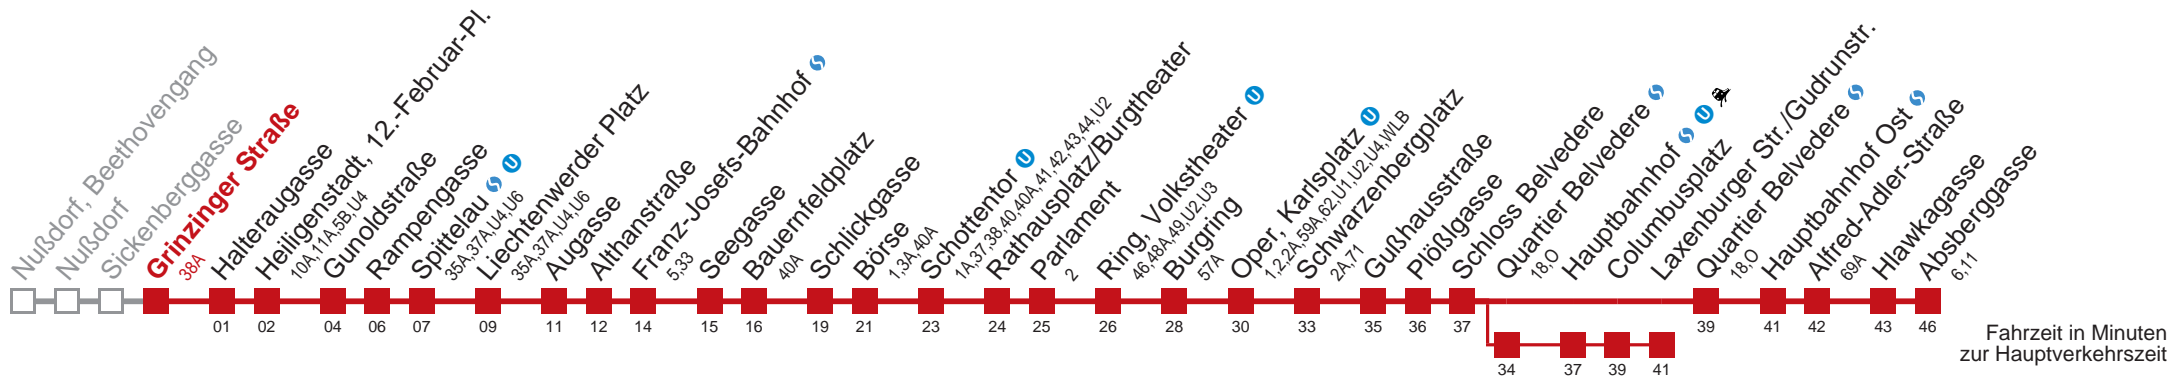 Nußdorf, Beethovengang
Nußdorf
Sickenberggasse
Grinzinger Straße
38A
Halteraugasse
Heiligenstadt, 12.-Februar-Pl.
10A,11A,5B,U4
Gunoldstraße
Rampengasse
Spittelau S U
35A,37A,U4,U6
Liechtenwerder Platz
35A,37A,U4,U6
Augasse
Althanstraße
Franz-Josefs-Bahnhof S
5,33
Seegasse
Bauernfeldplatz
40A
Schlickgasse
Börse
1,3A,40A
Schottentor U
1A,37,38,40,40A,41,42,43,44,U2
Rathausplatz/Burgtheater
Parlament
2
Ring, Volkstheater U
46,48A,49,U2,U3
Burgring
57A
Oper, Karlsplatz U
1,2,2A,59A,62,U1,U2,U4,WLB
Schwarzenbergplatz
2A,71
Gußhausstraße
Plößlgasse
Schloss Belvedere
Quartier Belvedere S
18,O
Hauptbahnhof S U
Columbusplatz
Laxenburger Str./Gudrunstr.
Quartier Belvedere S
18,O
Hauptbahnhof Ost S
Alfred-Adler-Straße
69A
Hlawkagasse
Absberggasse
6,11
01 02 04 06 07 09 11 12 14 15 16 19 21 23 24 25 26 28 30 33 35 36 37 39 41 42 43 46
34 37 39 41
Fahrzeit in Minuten
zur Hauptverkehrszeit